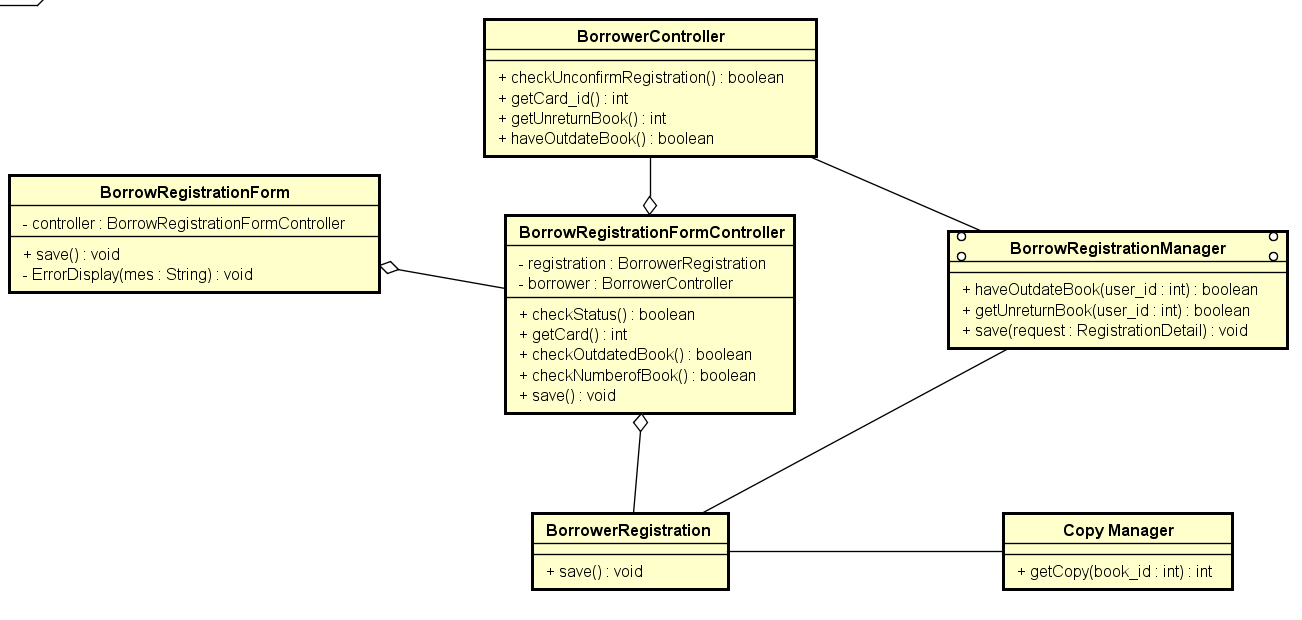 BorrowerController
+ checkUnconfirmRegistration() : boolean
+ getCard_id() : int
+ getUnreturnBook() : int
+ haveOutdateBook() : boolean
BorrowRegistrationForm
- controller : BorrowRegistrationFormController
+ save() : void
- ErrorDisplay(mes : String) : void
BorrowRegistrationFormController
- registration : BorrowerRegistration
- borrower : BorrowerController
+ checkStatus() : boolean
+ getCard() : int
+ checkOutdatedBook() : boolean
+ checkNumberofBook() : boolean
+ save() : void
BorrowRegistrationManager
+ haveOutdateBook(user_id : int) : boolean
+ getUnreturnBook(user_id : int) : boolean
+ save(request : RegistrationDetail) : void
BorrowerRegistration
+ save() : void
Copy Manager
+ getCopy(book_id : int) : int